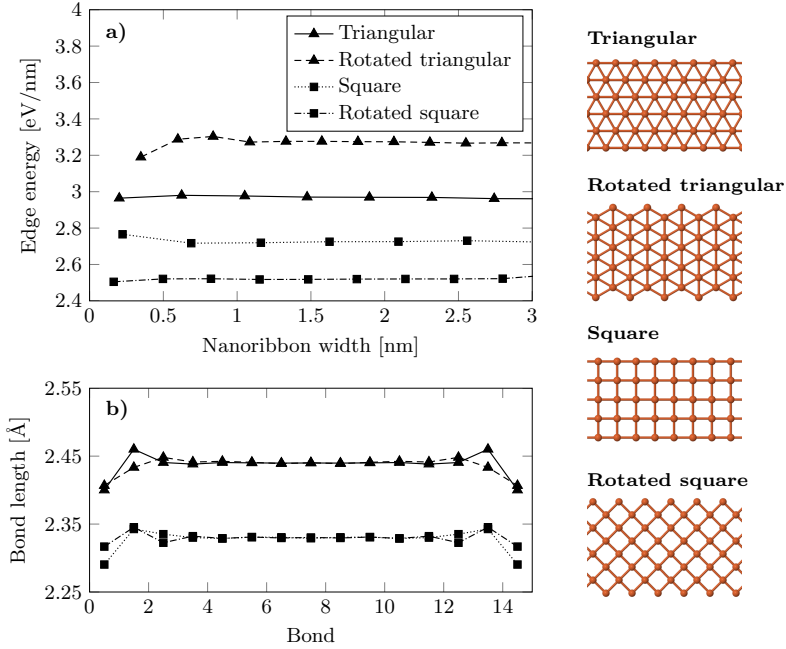 a)
Edge energy [eV/nm]
4
3.8
3.6
3.4
3.2
3
2.8
2.6
2.4
Triangular
Rotated triangular
Square
Rotated square
0 0.5 1 1.5 2 2.5 3
Nanoribbon width [nm]
b)
Bond length [Å]
2.55
2.45
2.35
2.25
0 2 4 6 8 10 12 14
Bond
Triangular
Rotated triangular
Square
Rotated square